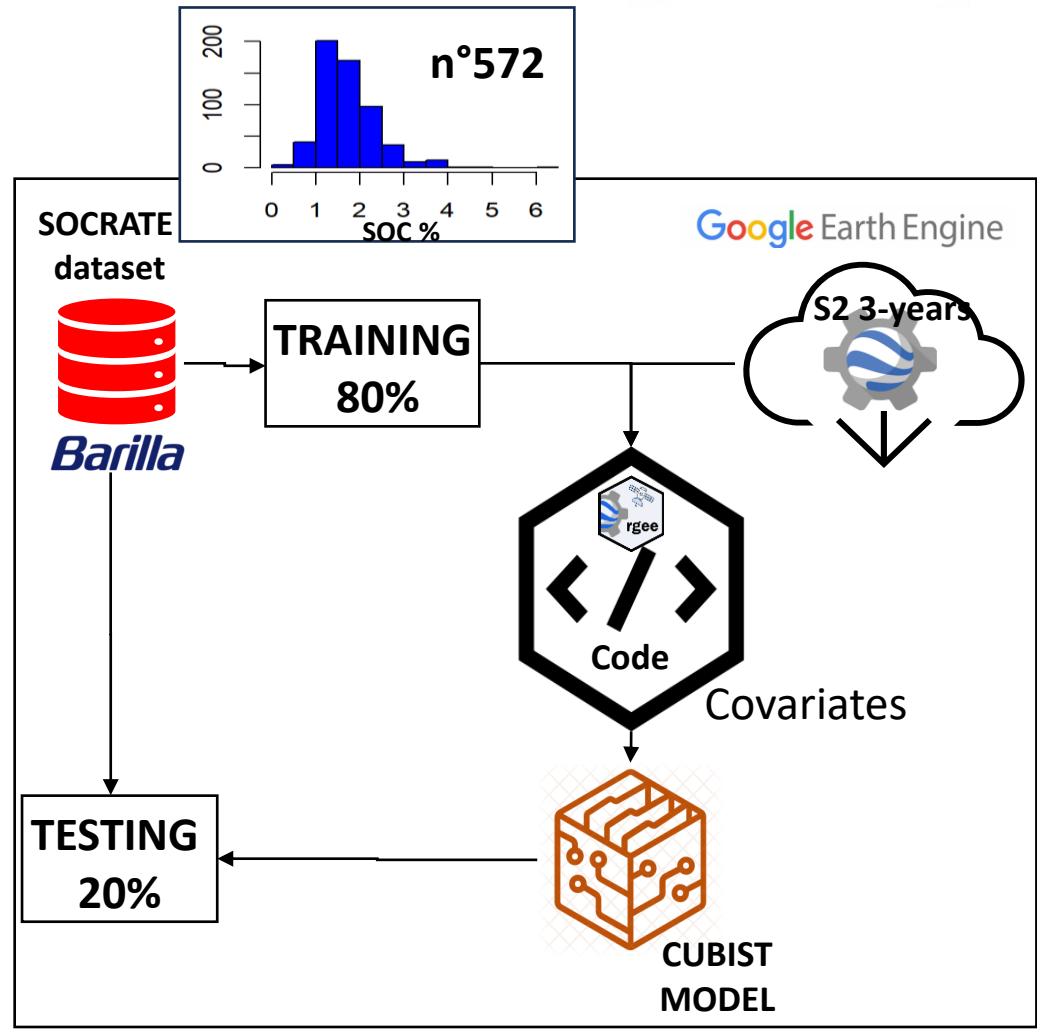 200
100
0
n°572
0 1 2 3 4 5 6
SOC %
SOCRATE
dataset
Google Earth Engine
S2 3-years
TRAINING
80%
Barilla
rgee
</>
Code
Covariates
TESTING
20%
CUBIST
MODEL